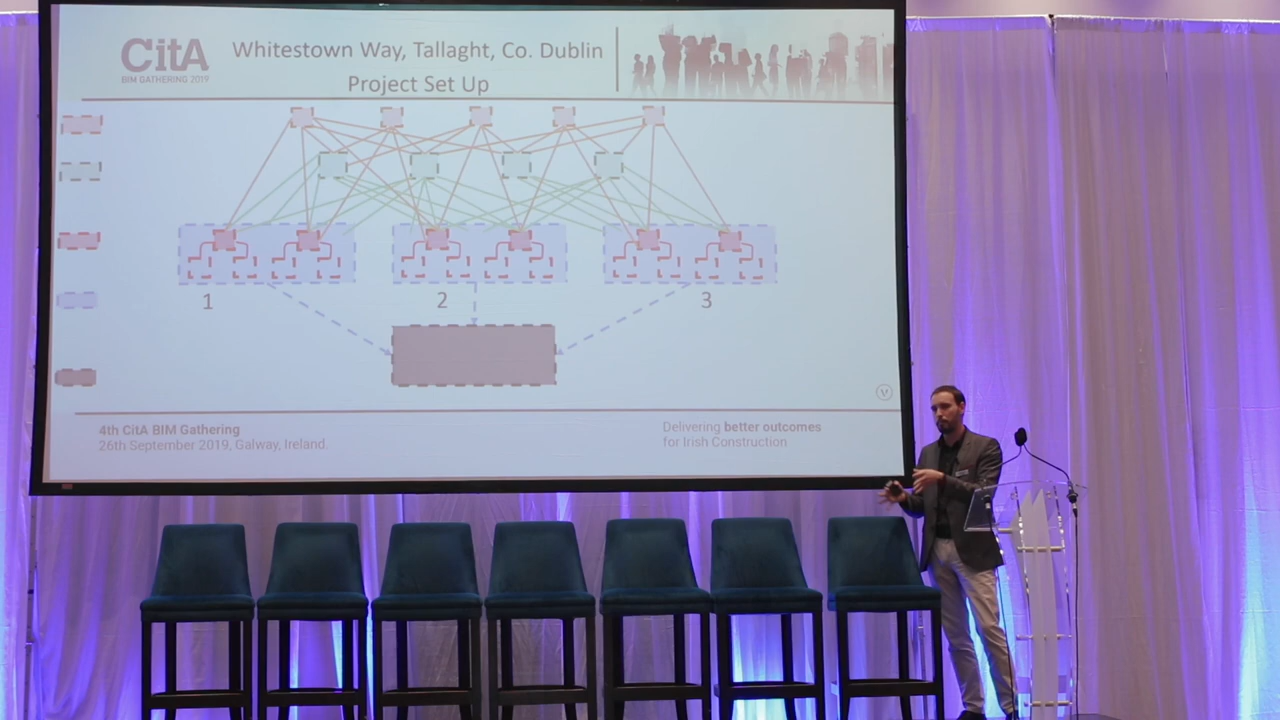 CitA
BIM GATHERING 2019
Whitestown Way, Tallaght, Co. Dublin
Project Set Up
1
2
3
V
4th CitA BIM Gathering
26th September 2019, Galway, Ireland.
Delivering better outcomes
for Irish Construction